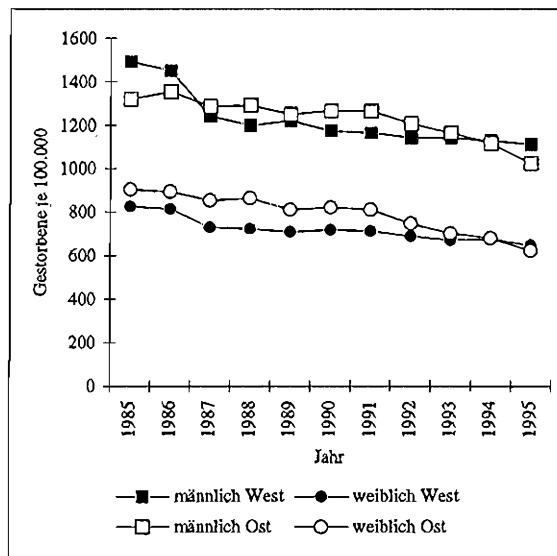 Gestorbene je 100.000
1600
1400
1200
1000
800
600
400
200
0
1985 1986 1987 1988 1989 1990 1991 1992 1993 1994 1995
Jahr
männlich West weiblich West
männlich Ost weiblich Ost